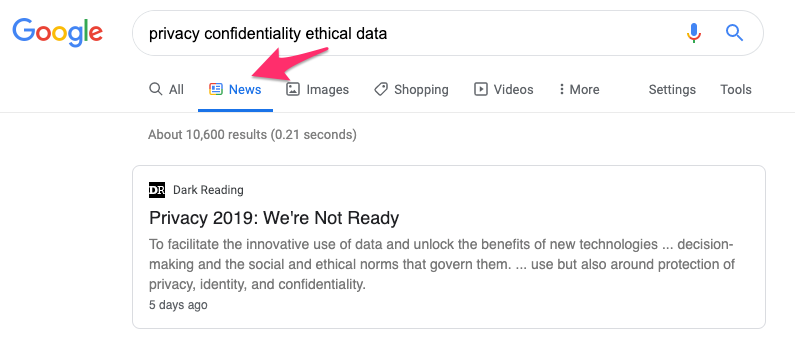 Google
privacy confidentiality ethical data
All News Images Shopping Videos More Settings Tools
About 10,600 results (0.21 seconds)
DR Dark Reading
Privacy 2019: We're Not Ready
To facilitate the innovative use of data and unlock the benefits of new technologies ... decision-
making and the social and ethical norms that govern them. ... use but also around protection of
privacy, identity, and confidentiality.
5 days ago